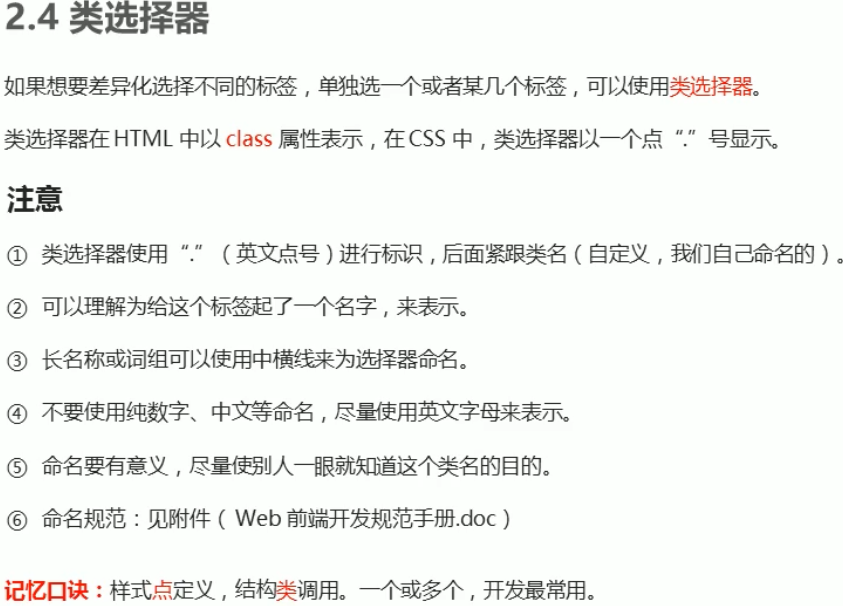 2.4 类选择器
如果想要差异化选择不同的标签，单独选一个或者某几个标签，可以使用类选择器。
类选择器在 HTML 中以 class 属性表示，在 CSS 中，类选择器以一个点“.”号显示。
注意
① 类选择器使用“.”（英文点号）进行标识，后面紧跟类名（自定义，我们自己命名的）。
② 可以理解为给这个标签起了一个名字，来表示。
③ 长名称或词组可以使用中横线来为选择器命名。
④ 不要使用纯数字、中文等命名，尽量使用英文字母来表示。
⑤ 命名要有意义，尽量使别人一眼就知道这个类名的目的。
⑥ 命名规范：见附件（ Web 前端开发规范手册.doc）
记忆口诀：样式点定义，结构类调用。一个或多个，开发最常用。